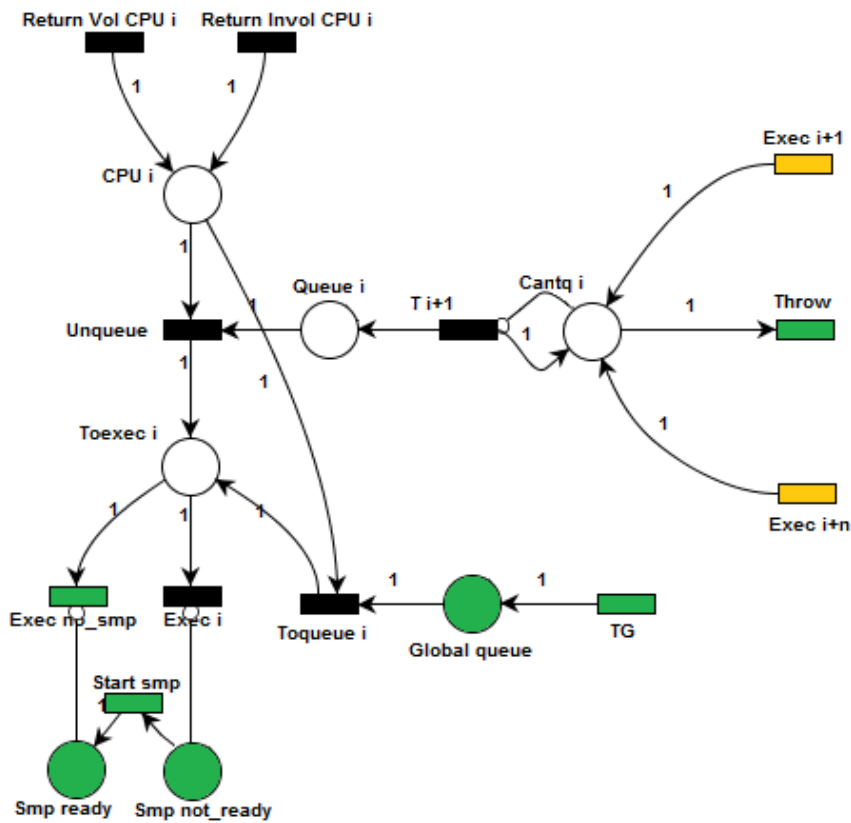 Return Vol CPU i
Return Invol CPU i
1
1
Exec i+1
CPU i
1
1
Queue i
T i+1
Cantq i
1
Throw
Unqueue
1
1
1
1
Toexec i
1
1
1
1
Exec i+n
1
1
Exec no_smp
Exec i
Toqueue i
Global queue
TG
Start smp
1
Smp ready
Smp not_ready